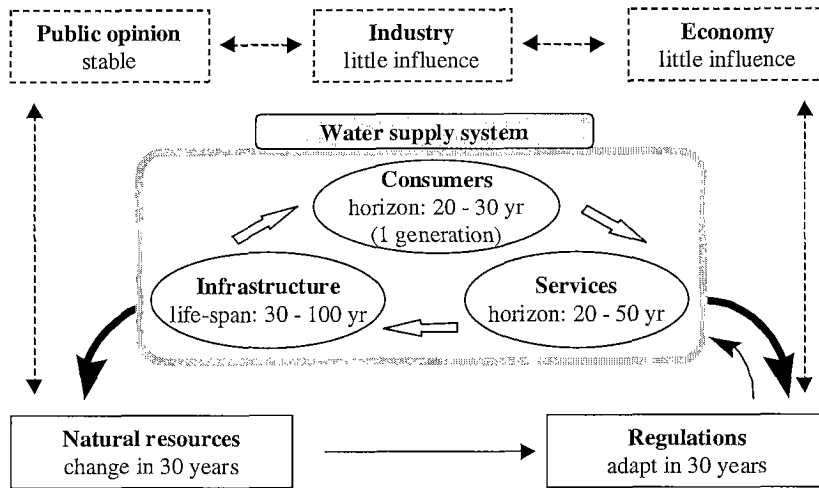 Public opinion
stable
Industry
little influence
Economy
little influence
Water supply system
Consumers
horizon: 20 - 30 yr
(1 generation)
Infrastructure
life-span: 30 - 100 yr
Services
horizon: 20 - 50 yr
Natural resources
change in 30 years
Regulations
adapt in 30 years